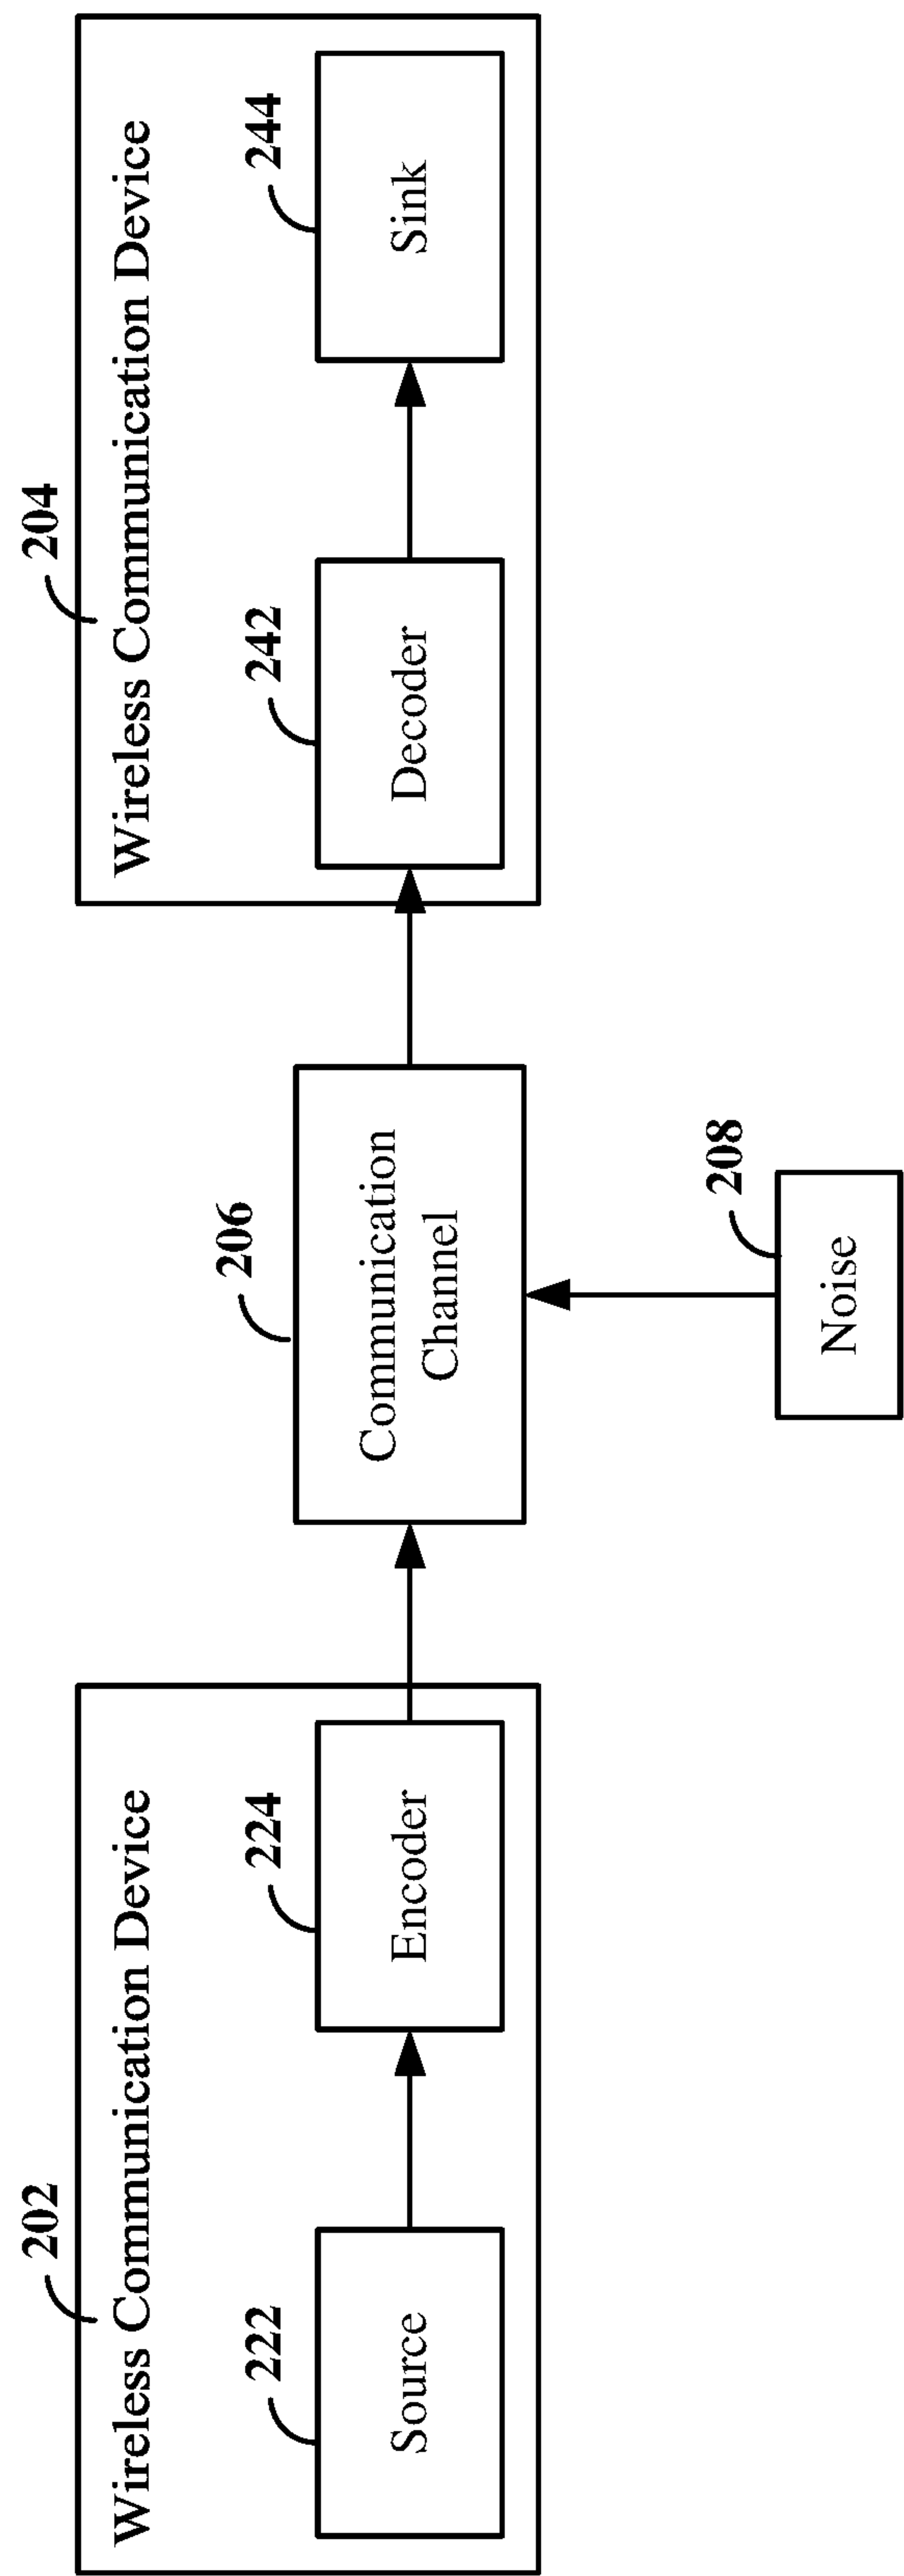 202
Wireless Communication Device
222
Source
224
Encoder
206
Communication
Channel
208
Noise
204
Wireless Communication Device
242
Decoder
244
Sink